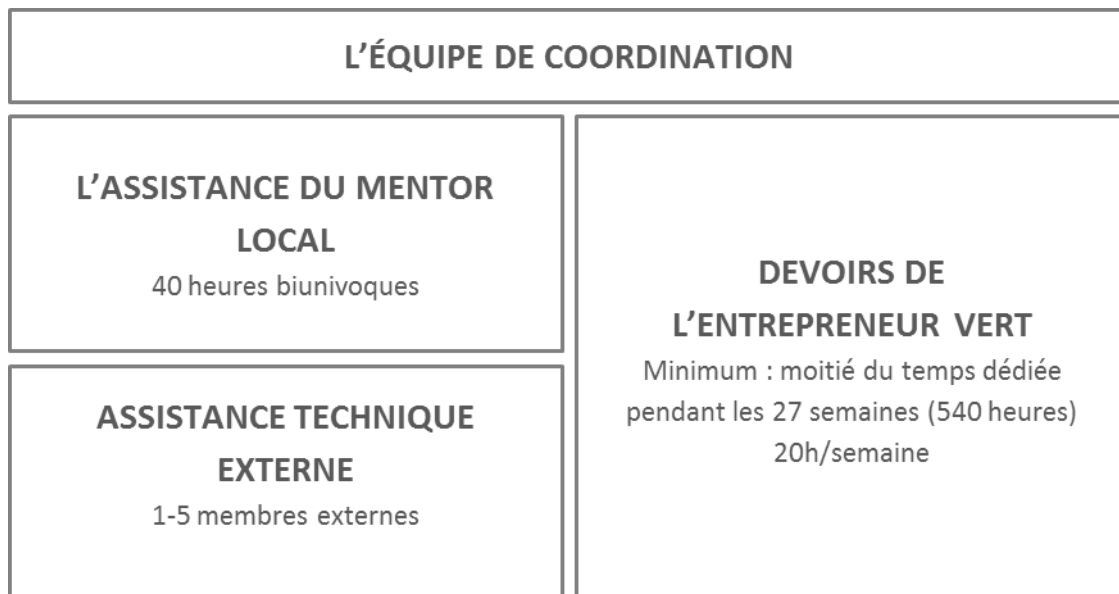 L’ÉQUIPE DE COORDINATION
L’ASSISTANCE DU MENTOR
LOCAL
40 heures biunivoques
ASSISTANCE TECHNIQUE
EXTERNE
1-5 membres externes
DEVOIRS DE
L’ENTREPRENEUR VERT
Minimum : moitié du temps dédiée
pendant les 27 semaines (540 heures)
20h/semaine